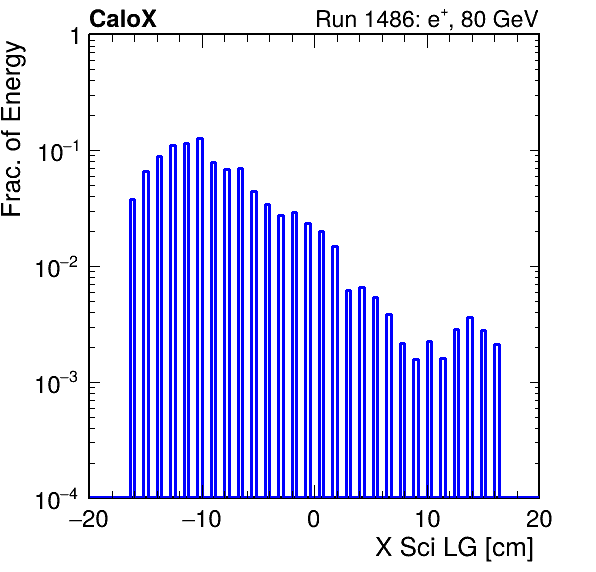 CaloX Run 1486: e⁺, 80 GeV
Frac. of Energy
1
10⁻¹
10⁻²
10⁻³
10⁻⁴
−20 −10 0 10 20
X Sci LG [cm]